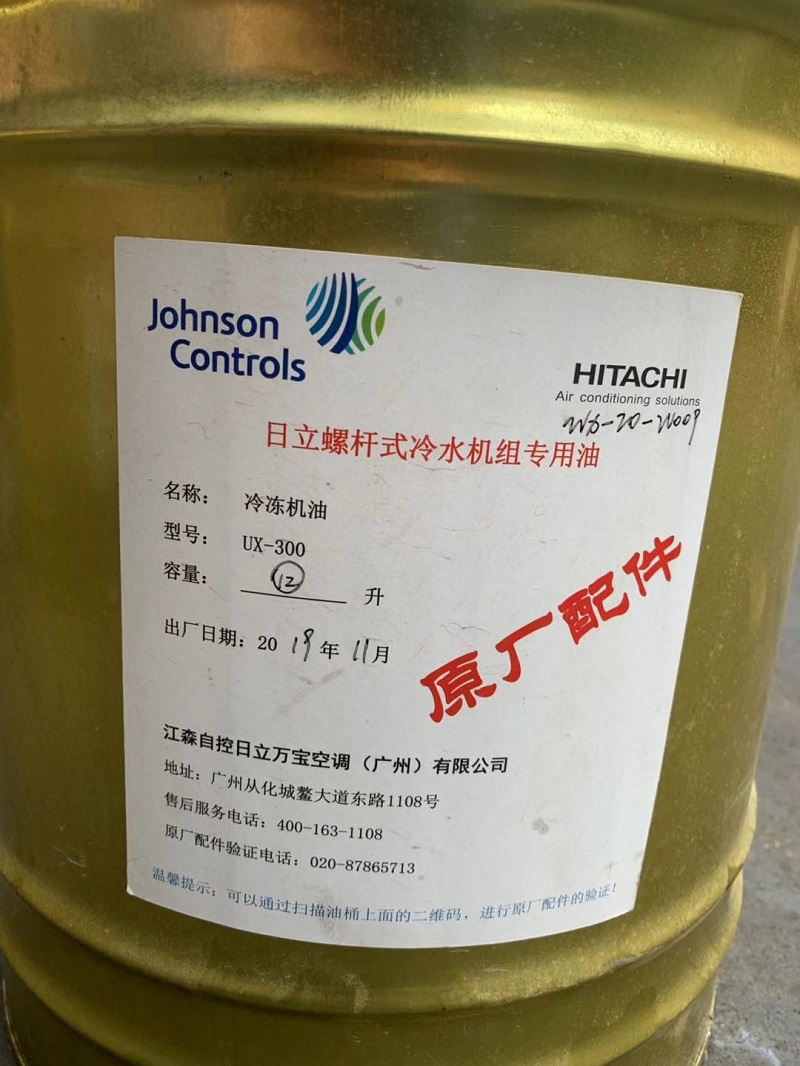 Johnson
Controls
HITACHI
Air conditioning solutions
日立螺杆式冷水机组专用油
名称： 冷冻机油
型号： UX-300
容量： 12 升
出厂日期：2019年11月
原厂配件
江森自控日立万宝空调（广州）有限公司
地址：广州从化城鳌大道东路1108号
售后服务电话：400-163-1108
原厂配件验证电话：020-87865713
温馨提示：可以通过扫描油桶上面的二维码，进行原厂配件的验证！